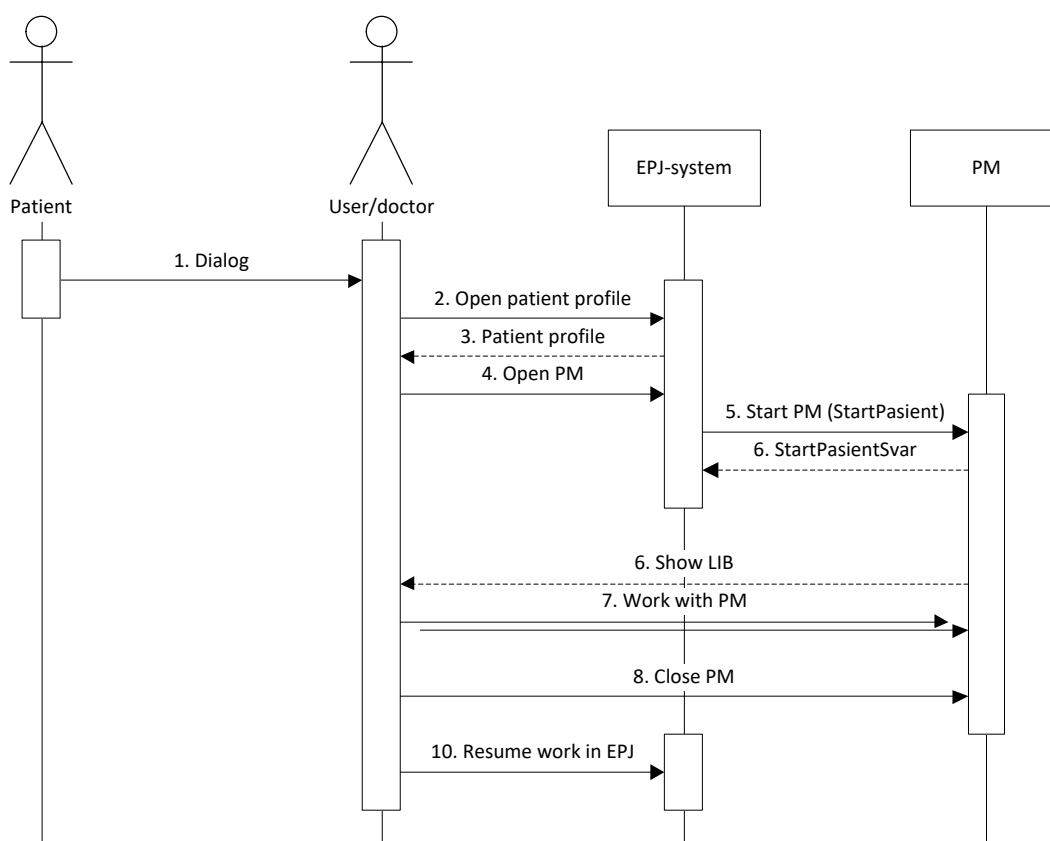 EPJ-system
PM
Patient
User/doctor
1. Dialog
2. Open patient profile
3. Patient profile
4. Open PM
5. Start PM (StartPasient)
6. StartPasientSvar
6. Show LIB
7. Work with PM
8. Close PM
10. Resume work in EPJ